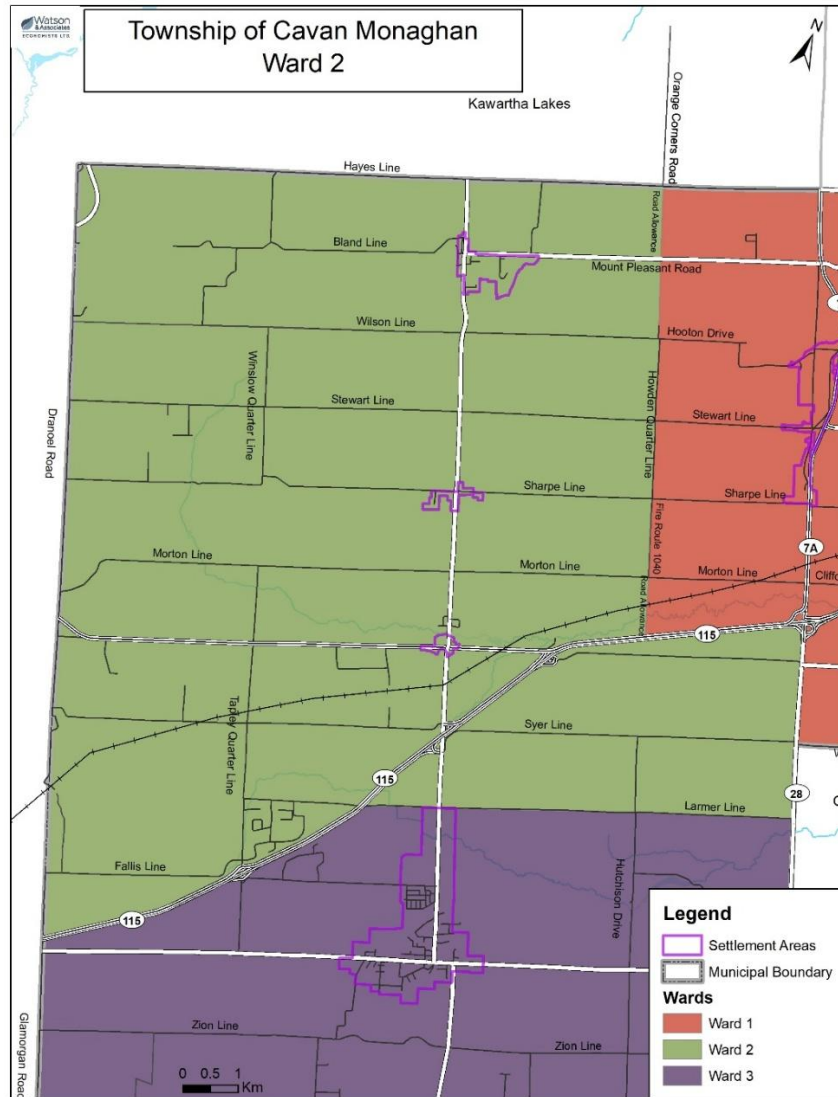 Watson
& Associates
ECONOMISTS LTD.
Township of Cavan Monaghan
Ward 2
N
Kawartha Lakes
Orange Corners Road
Hayes Line
Road Allowance
Bland Line
Mount Pleasant Road
Wilson Line
Hooton Drive
Winslow Quarter Line
Howden Quarter Line
Stewart Line
Stewart Line
Dranoel Road
Sharpe Line
Sharpe Line
Fire Route 1040
7A
Morton Line
Morton Line
Morton Line
Cliffo
Road Allowance
115
Tapley Quarter Line
Syer Line
115
28
Larmer Line
Fallis Line
Hutchison Drive
115
Legend
Settlement Areas
Municipal Boundary
Wards
Ward 1
Ward 2
Ward 3
Glamorgan Road
Zion Line
Zion Line
0 0.5 1
Km